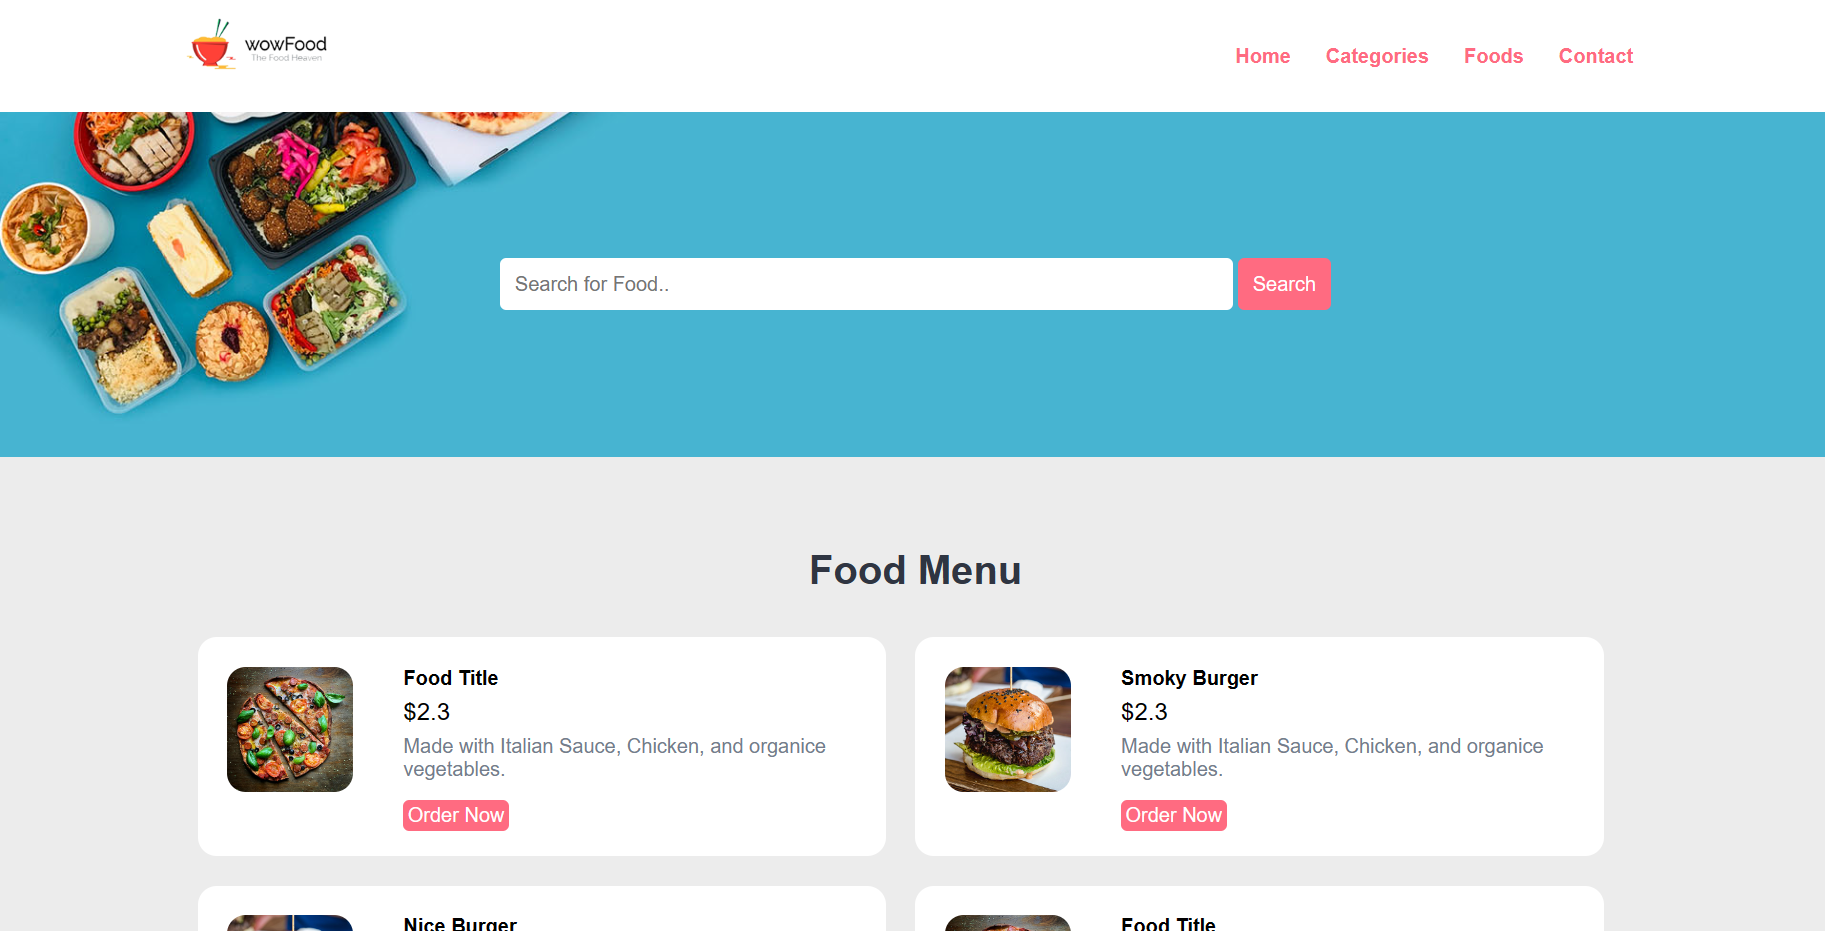 wowFood
The Food Heaven
Home Categories Foods Contact
Search for Food.. Search
Food Menu
Food Title
$2.3
Made with Italian Sauce, Chicken, and organice
vegetables.
Order Now
Smoky Burger
$2.3
Made with Italian Sauce, Chicken, and organice
vegetables.
Order Now
Nice Burger
Food Title